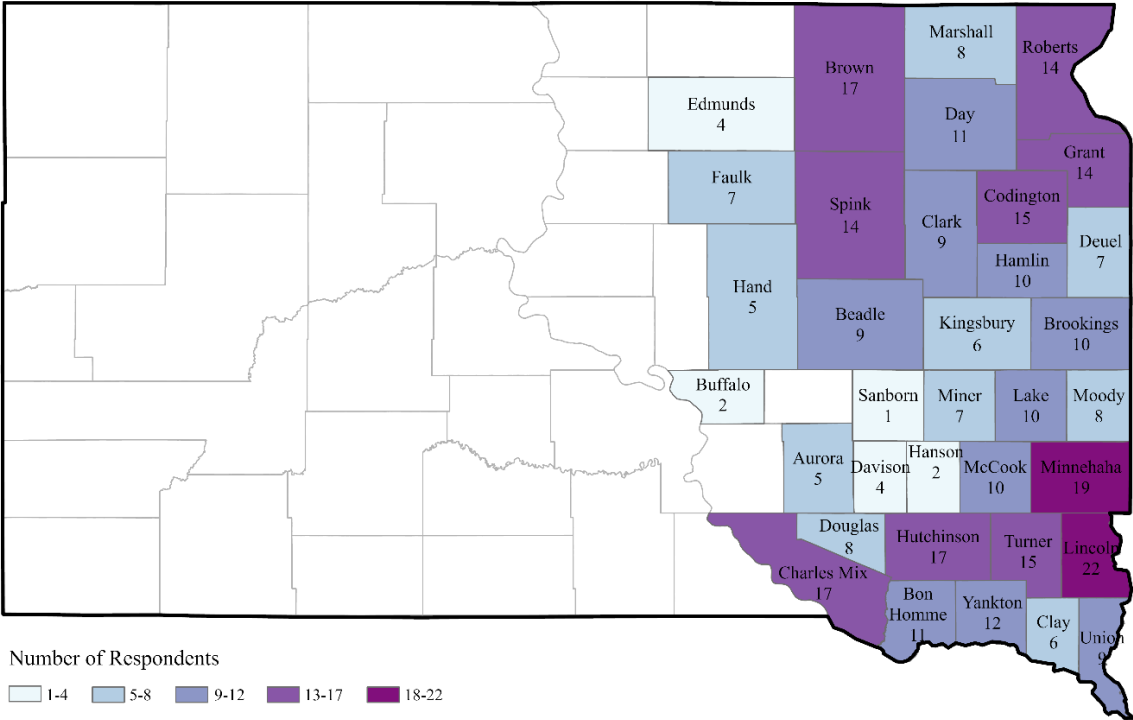 Marshall
8
Roberts
14
Brown
17
Edmunds
4
Day
11
Grant
14
Faulk
7
Spink
14
Codington
15
Clark
9
Deuel
7
Hamlin
10
Hand
5
Beadle
9
Kingsbury
6
Brookings
10
Buffalo
2
Sanborn
1
Miner
7
Lake
10
Moody
8
Aurora
5
Davison
4
Hanson
2
McCook
10
Minnehaha
19
Douglas
8
Hutchinson
17
Turner
15
Lincoln
22
Charles Mix
17
Bon
Homme
11
Yankton
12
Clay
6
Union
9
Number of Respondents
1-4
5-8
9-12
13-17
18-22